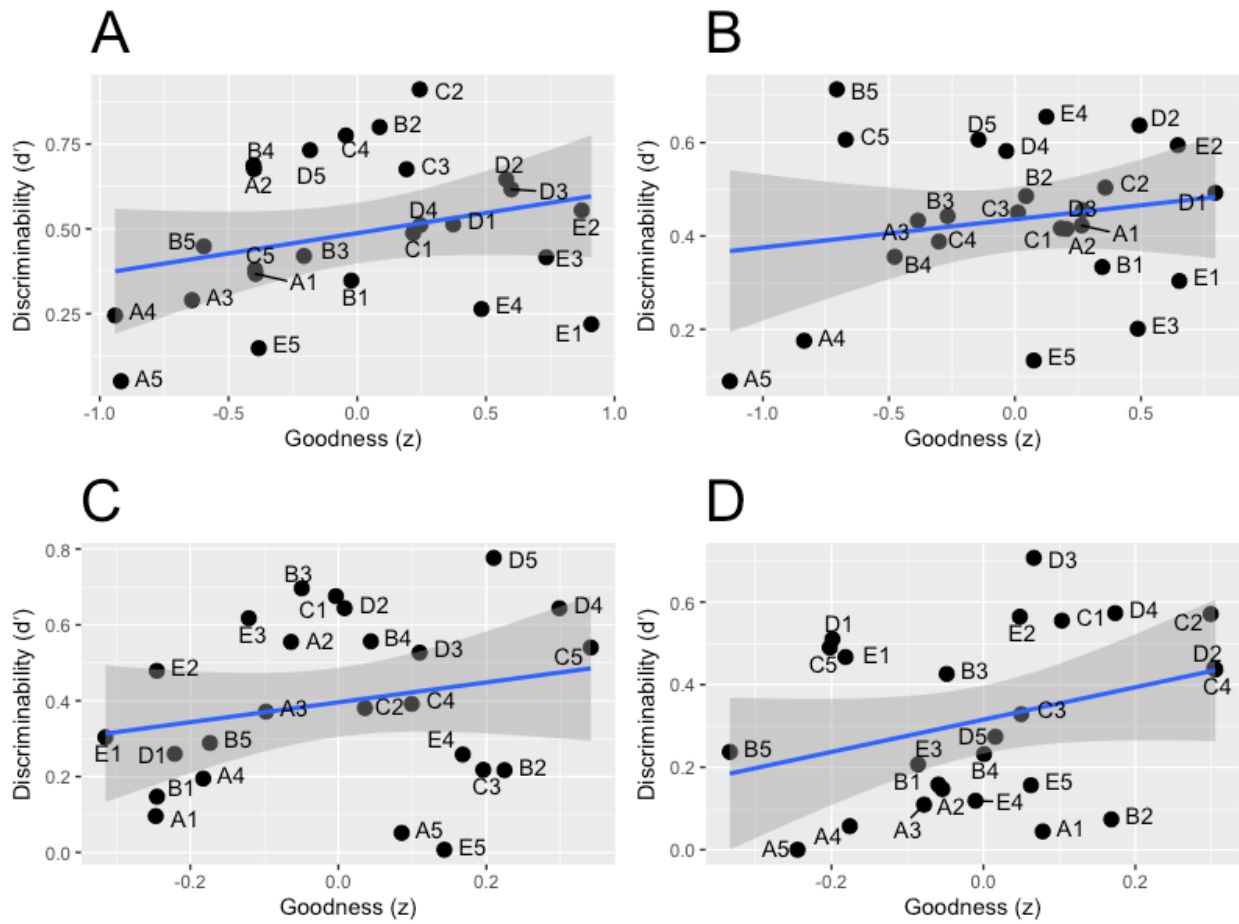 A
B
Discriminability (d′)
0.75
0.50
0.25
C2
B2
B4
A2
D5
C4
C3
D2
D3
D4
D1
E2
B5
C5
B3
C1
E3
A1
B1
A4
A3
E4
E1
E5
A5
-1.0
-0.5
0.0
0.5
1.0
Goodness (z)
Discriminability (d′)
0.6
0.4
0.2
B5
E4
D2
C5
D5
D4
E2
B2
C2
D1
B3
C3
D3
A3
C4
C1
A2
A1
B4
B1
E1
A4
E3
E5
A5
-1.0
-0.5
0.0
0.5
Goodness (z)
C
D
Discriminability (d′)
0.8
0.6
0.4
0.2
0.0
D5
B3
C1
D2
D4
E3
A2
B4
D3
C5
E2
A3
C2
C4
E1
D1
B5
E4
A4
C3
B2
B1
A1
A5
E5
-0.2
0.0
0.2
Goodness (z)
Discriminability (d′)
0.6
0.4
0.2
0.0
D3
D1
E2
C1
D4
C2
C5
E1
B3
D2
C4
C3
D5
B5
E3
B4
B1
A2
E5
A3
E4
A4
A1
B2
A5
-0.2
0.0
0.2
Goodness (z)